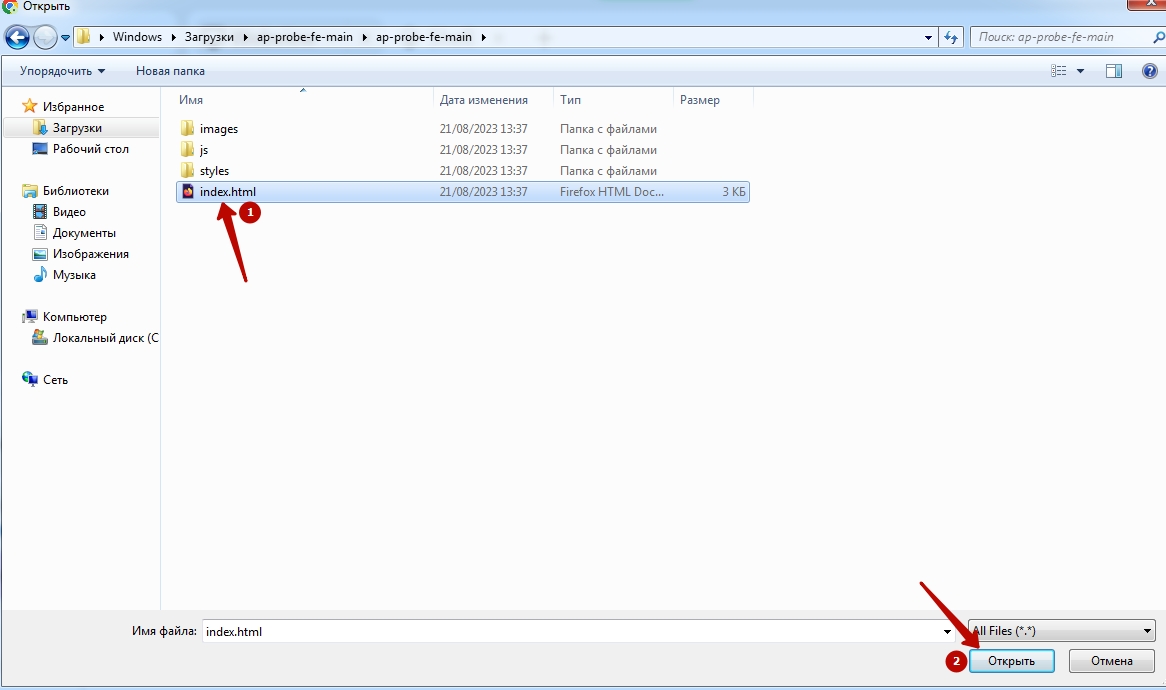 Открыть
Windows Загрузки ap-probe-fe-main ap-probe-fe-main
Поиск: ap-probe-fe-main
Упорядочить Новая папка
Имя Дата изменения Тип Размер
Избранное
Загрузки
Рабочий стол
Библиотеки
Видео
Документы
Изображения
Музыка
Компьютер
Локальный диск (C
Сеть
images 21/08/2023 13:37 Папка с файлами
js 21/08/2023 13:37 Папка с файлами
styles 21/08/2023 13:37 Папка с файлами
index.html 21/08/2023 13:37 Firefox HTML Doc... 3 КБ
1
Имя файла: index.html All Files (*.*)
2 Открыть Отмена